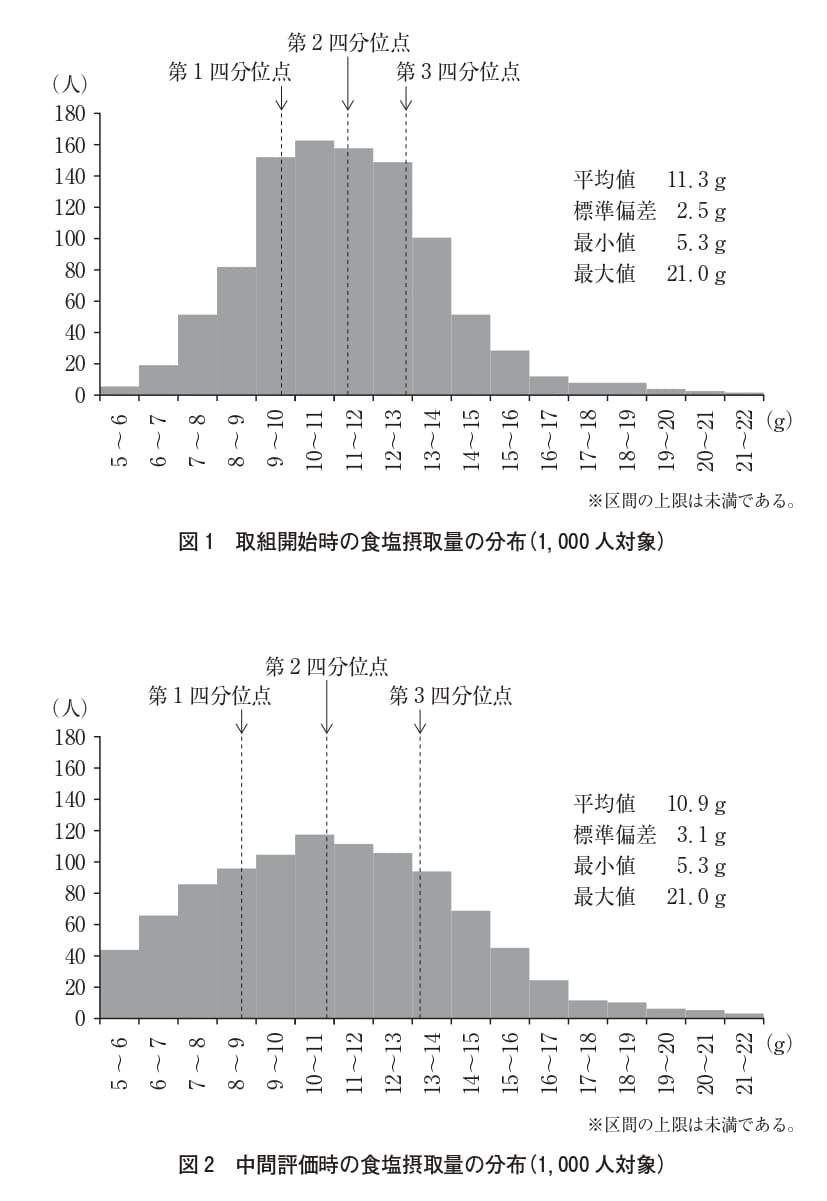 第2四分位点
第1四分位点
第3四分位点
(人)
180
160
140
120
100
80
60
40
20
0
平均値 11.3 g
標準偏差 2.5 g
最小値 5.3 g
最大値 21.0 g
5～6 6～7 7～8 8～9 9～10 10～11 11～12 12～13 13～14 14～15 15～16 16～17 17～18 18～19 19～20 20～21 21～22 (g)
※区間の上限は未満である。
図1 取組開始時の食塩摂取量の分布(1,000人対象)
第2四分位点
第1四分位点
第3四分位点
(人)
180
160
140
120
100
80
60
40
20
0
平均値 10.9 g
標準偏差 3.1 g
最小値 5.3 g
最大値 21.0 g
5～6 6～7 7～8 8～9 9～10 10～11 11～12 12～13 13～14 14～15 15～16 16～17 17～18 18～19 19～20 20～21 21～22 (g)
※区間の上限は未満である。
図2 中間評価時の食塩摂取量の分布(1,000人対象)